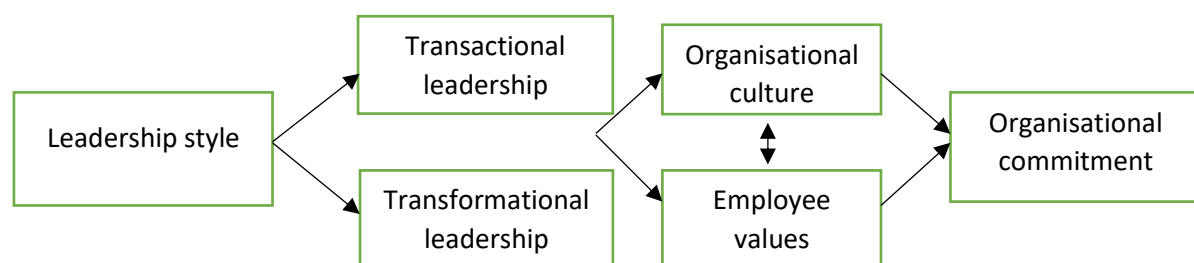 Leadership style
Transactional
leadership
Transformational
leadership
Organisational
culture
Employee
values
Organisational
commitment